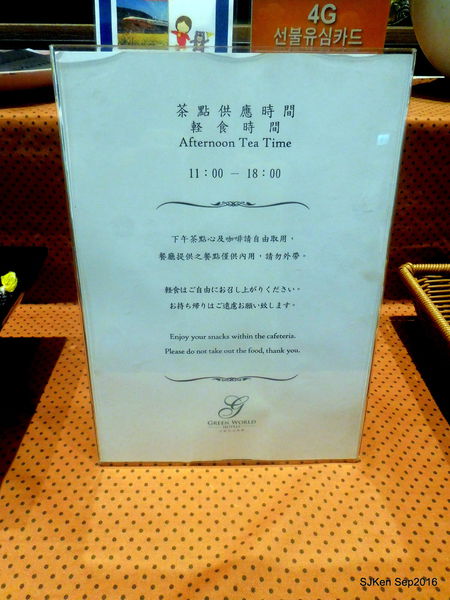 4G
선불유심카드
茶點供應時間
軽食時間
Afternoon Tea Time
11：00 － 18：00
下午茶點心及咖啡請自由取用，
餐廳提供之餐點僅供內用，請勿外帶。
軽食はご自由にお召し上がりください。
お持ち帰りはご遠慮お願い致します。
Enjoy your snacks within the cafeteria.
Please do not take out the food, thank you.
G
GREEN WORLD
HOTELS
SJKen Sep2016